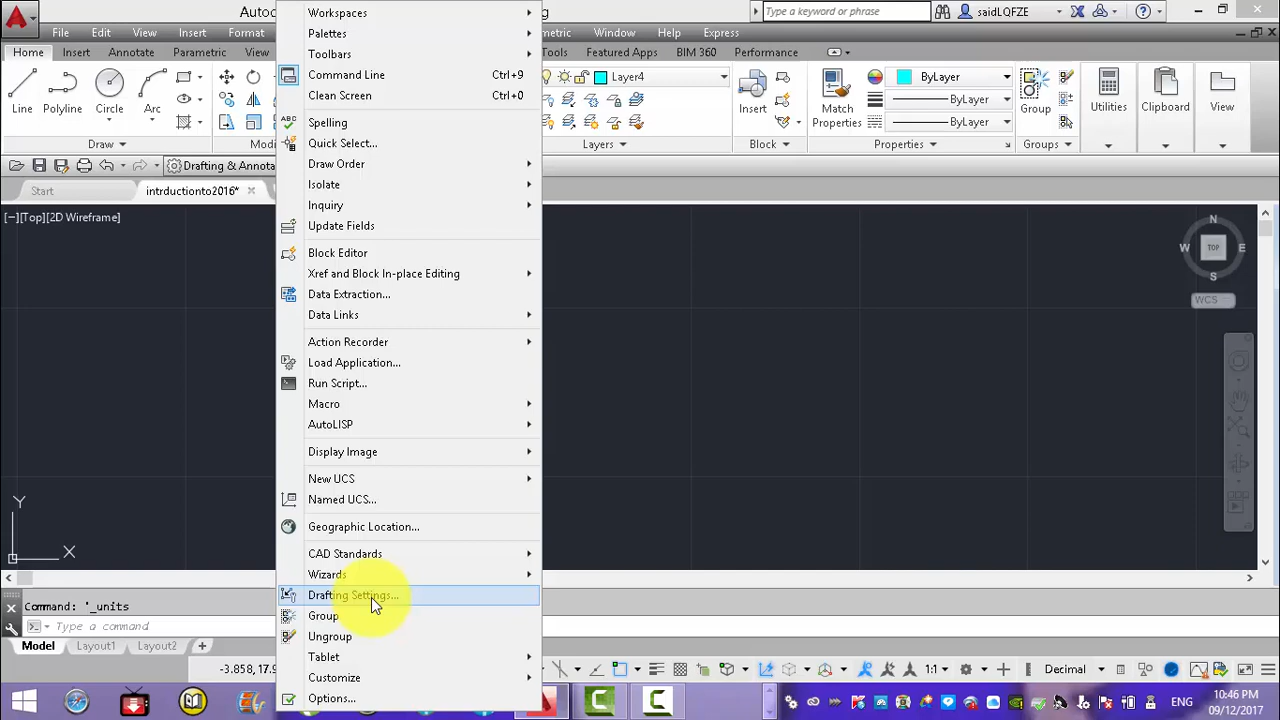 Autod
ng
Type a keyword or phrase
saidLQFZE
File
Edit
View
Insert
Format
etric
Window
Help
Express
Home
Insert
Annotate
Parametric
View
Tools
Featured Apps
BIM 360
Performance
Line
Polyline
Circle
Arc
Draw
Modi
Layer4
Layers
Insert
Block
Match
Properties
ByLayer
ByLayer
ByLayer
Properties
Group
Groups
Utilities
Clipboard
View
Drafting & Annota
Start
intrductionto2016*
[−][Top][2D Wireframe]
Workspaces
Palettes
Toolbars
Command Line Ctrl+9
Clean Screen Ctrl+0
ABC
Spelling
Quick Select...
Draw Order
Isolate
Inquiry
Update Fields
Block Editor
Xref and Block In-place Editing
Data Extraction...
Data Links
Action Recorder
Load Application...
Run Script...
Macro
AutoLISP
Display Image
New UCS
Named UCS...
Geographic Location...
CAD Standards
Wizards
Drafting Settings...
Group
Ungroup
Tablet
Customize
Options...
N
W TOP E
S
WCS
Y
X
Command: '_units
Type a command
Model
Layout1
Layout2
+
-3.858, 17.9
1:1
Decimal
ENG
10:46 PM
09/12/2017